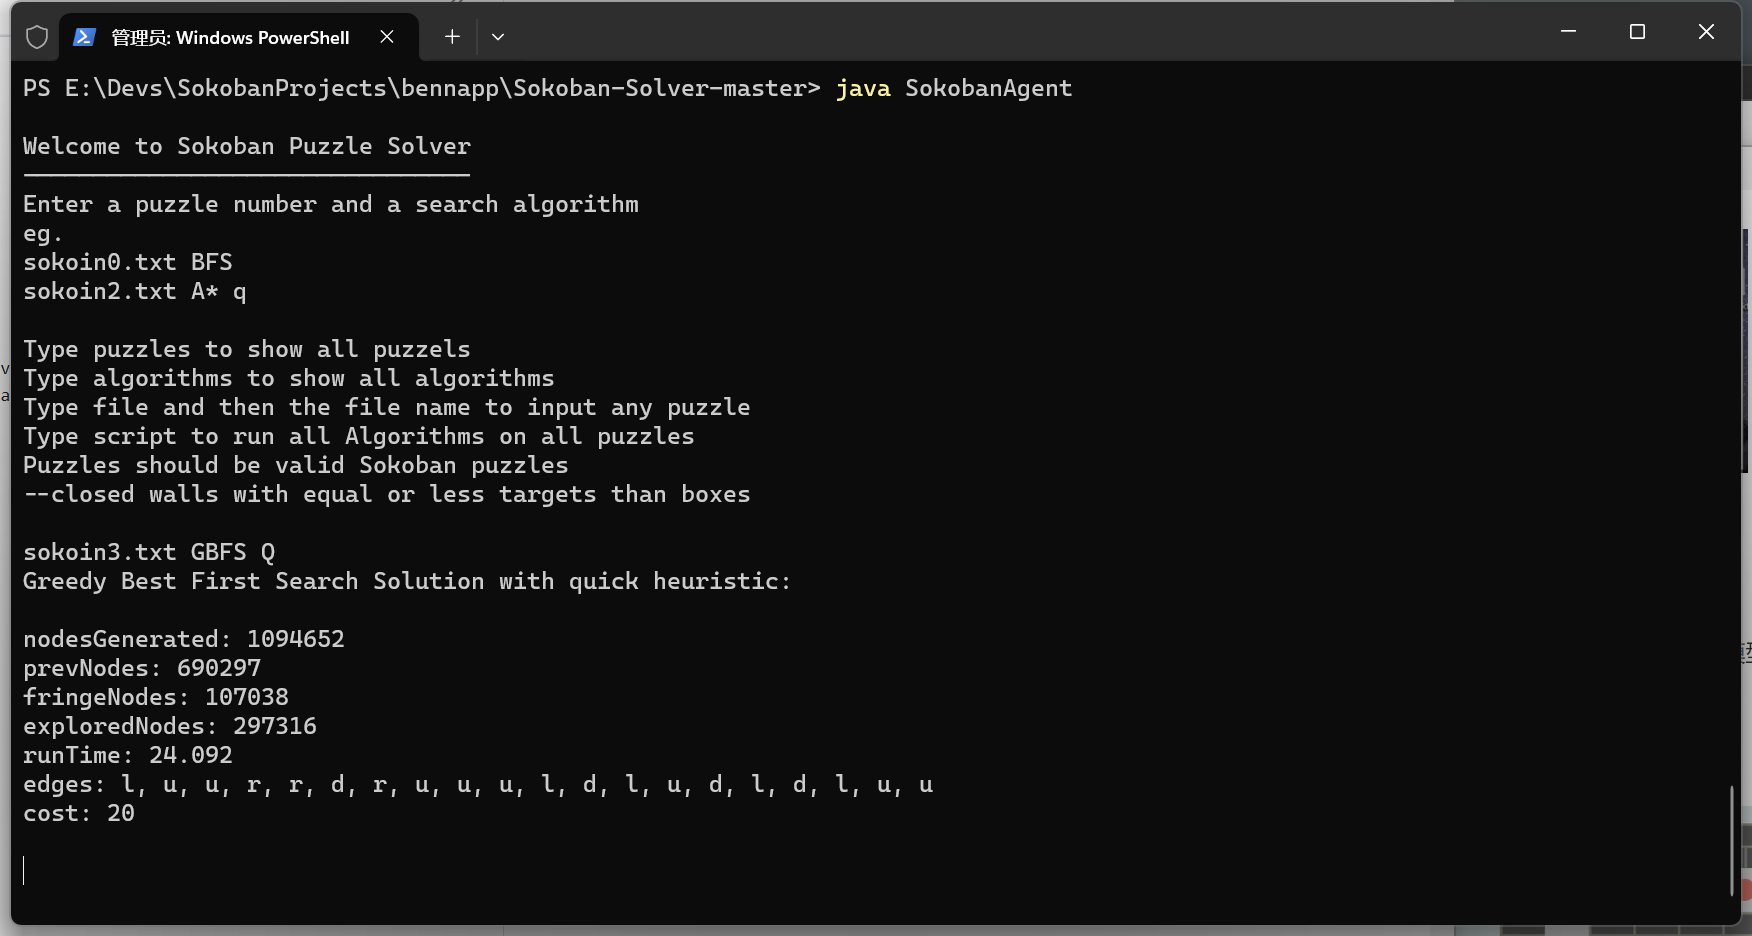 管理员: Windows PowerShell
PS E:\Devs\SokobanProjects\bennapp\Sokoban-Solver-master> java SokobanAgent
Welcome to Sokoban Puzzle Solver
--------------------------------
Enter a puzzle number and a search algorithm
eg.
sokoin0.txt BFS
sokoin2.txt A* q
Type puzzles to show all puzzels
Type algorithms to show all algorithms
Type file and then the file name to input any puzzle
Type script to run all Algorithms on all puzzles
Puzzles should be valid Sokoban puzzles
--closed walls with equal or less targets than boxes
sokoin3.txt GBFS Q
Greedy Best First Search Solution with quick heuristic:
nodesGenerated: 1094652
prevNodes: 690297
fringeNodes: 107038
exploredNodes: 297316
runTime: 24.092
edges: l, u, u, r, r, d, r, u, u, u, l, d, l, u, d, l, d, l, u, u
cost: 20